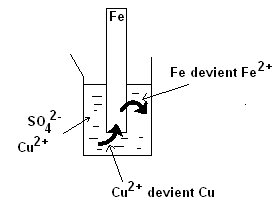 Fe
Fe devient Fe²⁺
SO₄²⁻
Cu²⁺
Cu²⁺ devient Cu